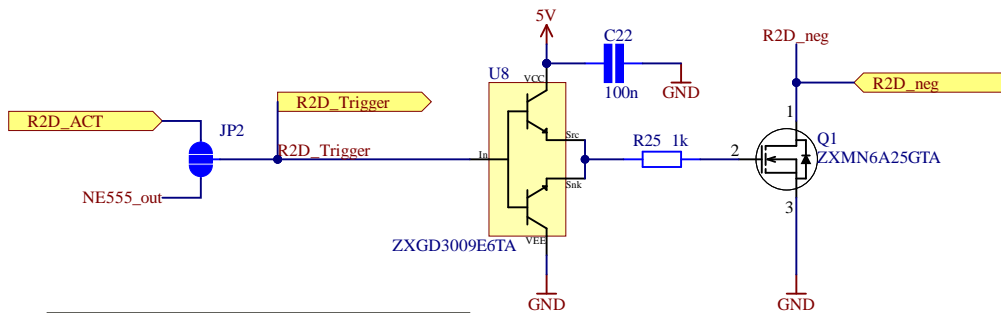 5V
R2D_neg
C22
U8
VCC
100n
GND
R2D_neg
R2D_Trigger
R2D_ACT
JP2
1
Q1
Src
R25 1k
R2D_Trigger
In
2
ZXMN6A25GTA
Snk
NE555_out
3
VEE
ZXGD3009E6TA
GND
GND